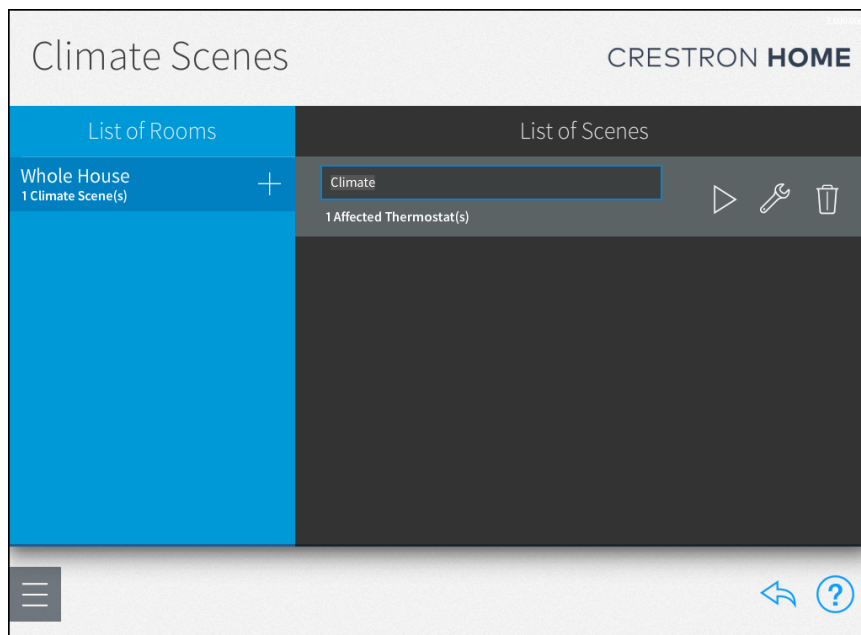 Climate Scenes
CRESTRON HOME
List of Rooms
List of Scenes
Whole House
1 Climate Scene(s)
Climate
1 Affected Thermostat(s)
?